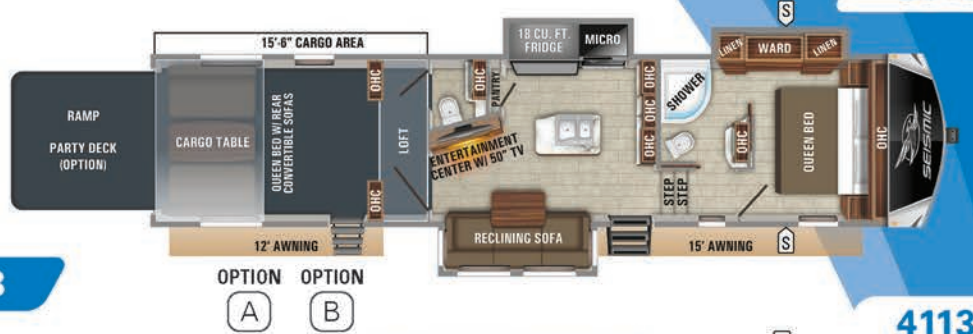 S
15'-6" CARGO AREA
18 CU. FT.
FRIDGE
MICRO
LINEN
WARD
LINEN
RAMP
PARTY DECK
(OPTION)
CARGO TABLE
QUEEN BED W/ REAR
CONVERTIBLE SOFAS
OHC
OHC
LOFT
OHC
PANTRY
ENTERTAINMENT
CENTER W/ 50" TV
OHC
OHC
OHC
SHOWER
OHC
STEP
STEP
QUEEN BED
OHC
SEISMIC
RECLINING SOFA
12' AWNING
15' AWNING
S
OPTION
A
OPTION
B
4113